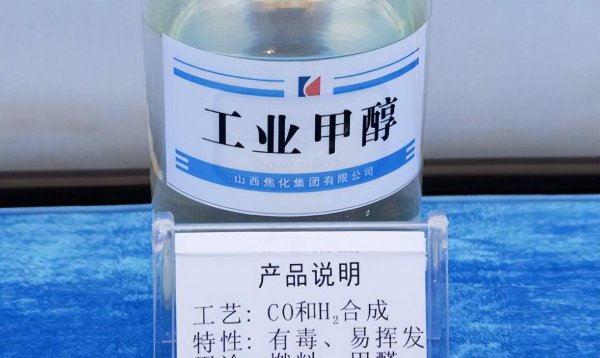 工业甲醇
山西焦化集团有限公司
产品说明
工艺: CO和H₂合成
特性: 有毒、易挥发